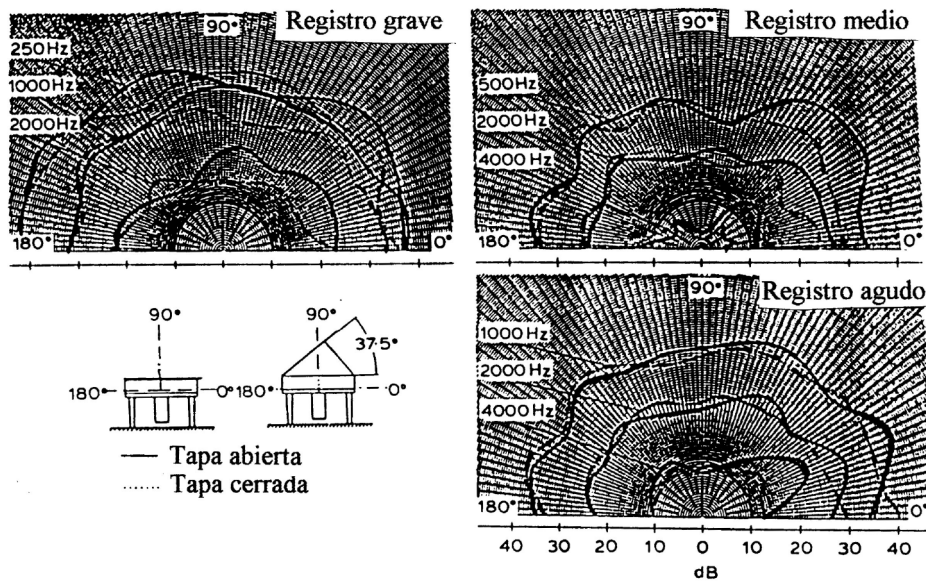 Registro grave
90°
250Hz
1000Hz
2000Hz
180°
0°
Registro medio
90°
500Hz
2000Hz
4000Hz
180°
0°
Registro agudo
90°
1000 Hz
2000 Hz
4000Hz
180°
0°
40 30 20 10 0 10 20 30 40
dB
90°
180°
0°
90°
37·5°
180°
0°
Tapa abierta
Tapa cerrada